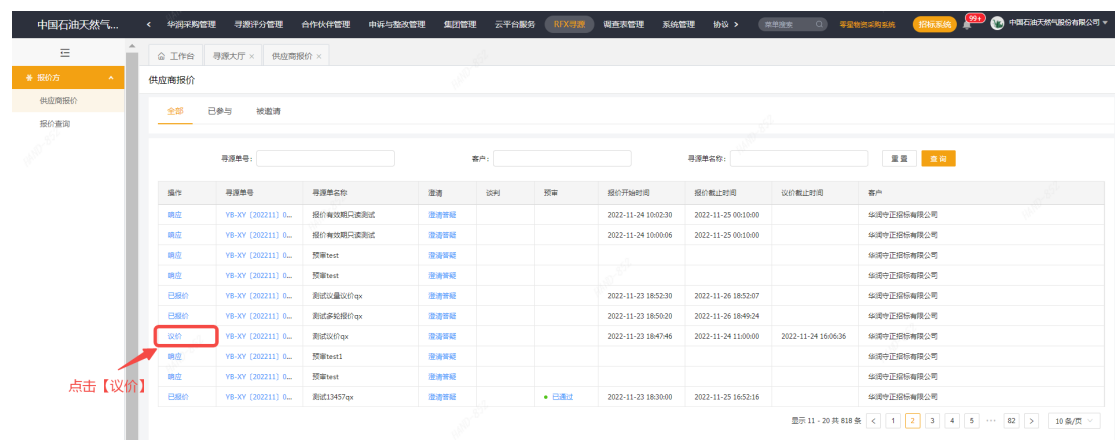 中国石油天然气... < 华润采购管理 寻源评分管理 合作伙伴管理 申诉与整改管理 集团管理 云平台服务 RFX寻源 调查表管理 系统管理 协议 > 菜单搜索 零星物资采购系统 招标系统 99+ 中国石油天然气股份有限公司
工作台 寻源大厅 × 供应商报价 ×
报价方
供应商报价
报价查询
供应商报价
全部 已参与 被邀请
寻源单号: 客户: 寻源单名称: 重置 查询
操作 寻源单号 寻源单名称 澄清 谈判 预审 报价开始时间 报价截止时间 议价截止时间 客户
响应 YB-XY [202211] 0... 报价有效期只读测试 澄清答疑 2022-11-24 10:02:30 2022-11-25 00:10:00 华润守正招标有限公司
响应 YB-XY [202211] 0... 报价有效期只读测试 澄清答疑 2022-11-24 10:00:06 2022-11-25 00:10:00 华润守正招标有限公司
响应 YB-XY [202211] 0... 预审test 澄清答疑 华润守正招标有限公司
响应 YB-XY [202211] 0... 预审test 澄清答疑 华润守正招标有限公司
已报价 YB-XY [202211] 0... 测试议量议价qx 澄清答疑 2022-11-23 18:52:30 2022-11-26 18:52:07 华润守正招标有限公司
已报价 YB-XY [202211] 0... 测试多轮报价qx 澄清答疑 2022-11-23 18:50:20 2022-11-26 18:49:24 华润守正招标有限公司
议价 YB-XY [202211] 0... 测试议价qx 澄清答疑 2022-11-23 18:47:46 2022-11-24 11:00:00 2022-11-24 16:06:36 华润守正招标有限公司
响应 YB-XY [202211] 0... 预审test1 澄清答疑 华润守正招标有限公司
响应 YB-XY [202211] 0... 预审test 澄清答疑 华润守正招标有限公司
已报价 YB-XY [202211] 0... 测试13457qx 澄清答疑 已通过 2022-11-23 18:30:00 2022-11-25 16:52:16 华润守正招标有限公司
点击【议价】
显示 11 - 20 共 818 条 < 1 2 3 4 5 ··· 82 > 10 条/页